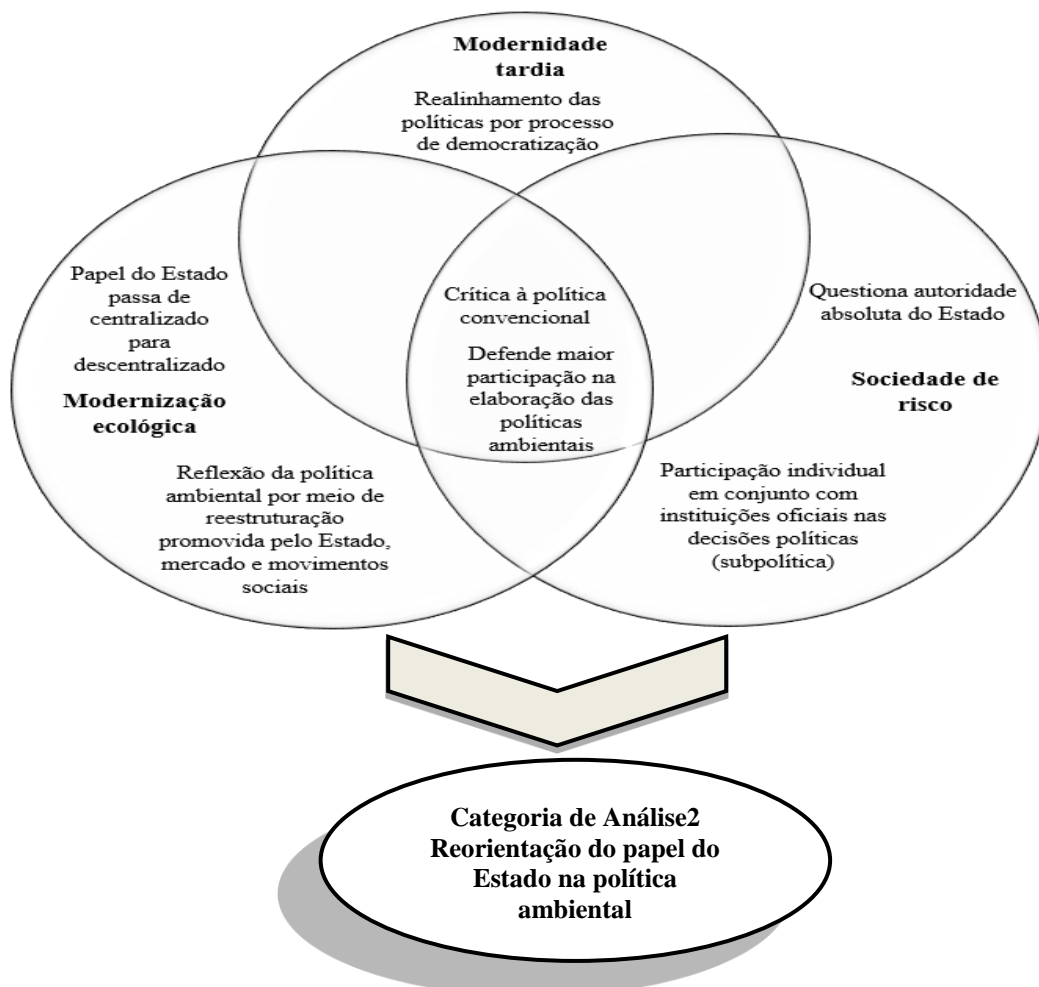 Modernidade
tardia
Realinhamento das
políticas por processo
de democratização
Papel do Estado
passa de
centralizado
para
descentralizado
Modernização
ecológica
Reflexão da política
ambiental por meio de
reestruturação
promovida pelo Estado,
mercado e movimentos
sociais
Crítica à política
convencional
Defende maior
participação na
elaboração das
políticas
ambientais
Questiona autoridade
absoluta do Estado
Sociedade de
risco
Participação individual
em conjunto com
instituições oficiais nas
decisões políticas
(subpolítica)
Categoria de Análise2
Reorientação do papel do
Estado na política
ambiental